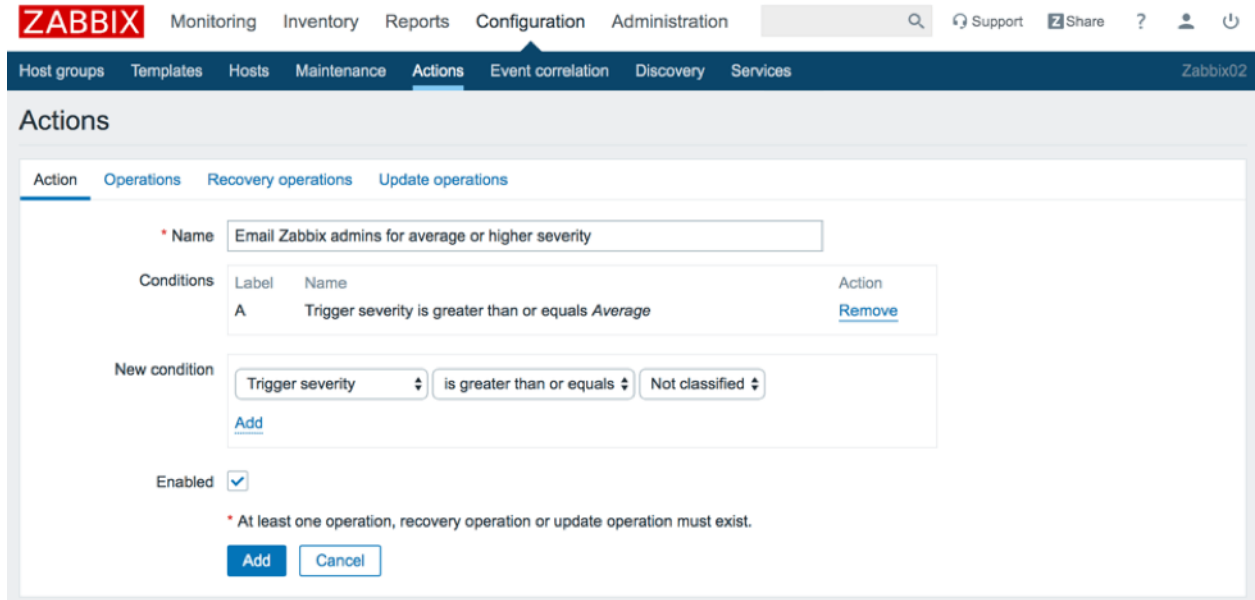 ZABBIX Monitoring Inventory Reports Configuration Administration Support Z Share ?
Host groups Templates Hosts Maintenance Actions Event correlation Discovery Services Zabbix02
Actions
Action Operations Recovery operations Update operations
* Name Email Zabbix admins for average or higher severity
Conditions Label Name Action
A Trigger severity is greater than or equals Average Remove
New condition Trigger severity is greater than or equals Not classified
Add
Enabled
* At least one operation, recovery operation or update operation must exist.
Add Cancel